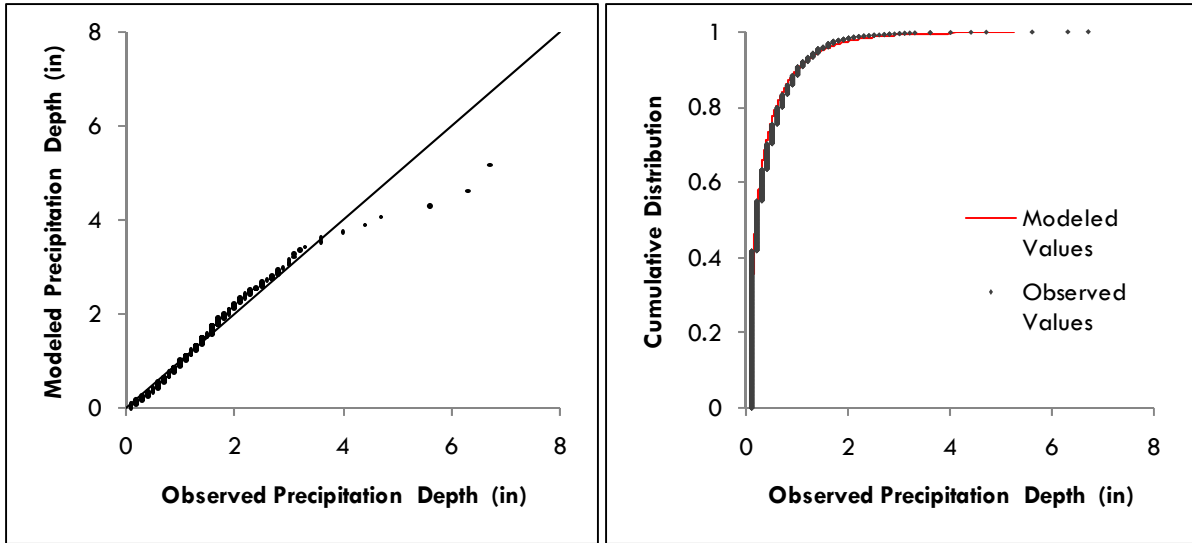 8
6
4
2
0
0
2
4
6
8
Modeled Precipitation Depth (in)
Observed Precipitation Depth (in)
1
0.8
0.6
0.4
0.2
0
0
2
4
6
8
Cumulative Distribution
Modeled
Values
Observed
Values
Observed Precipitation Depth (in)